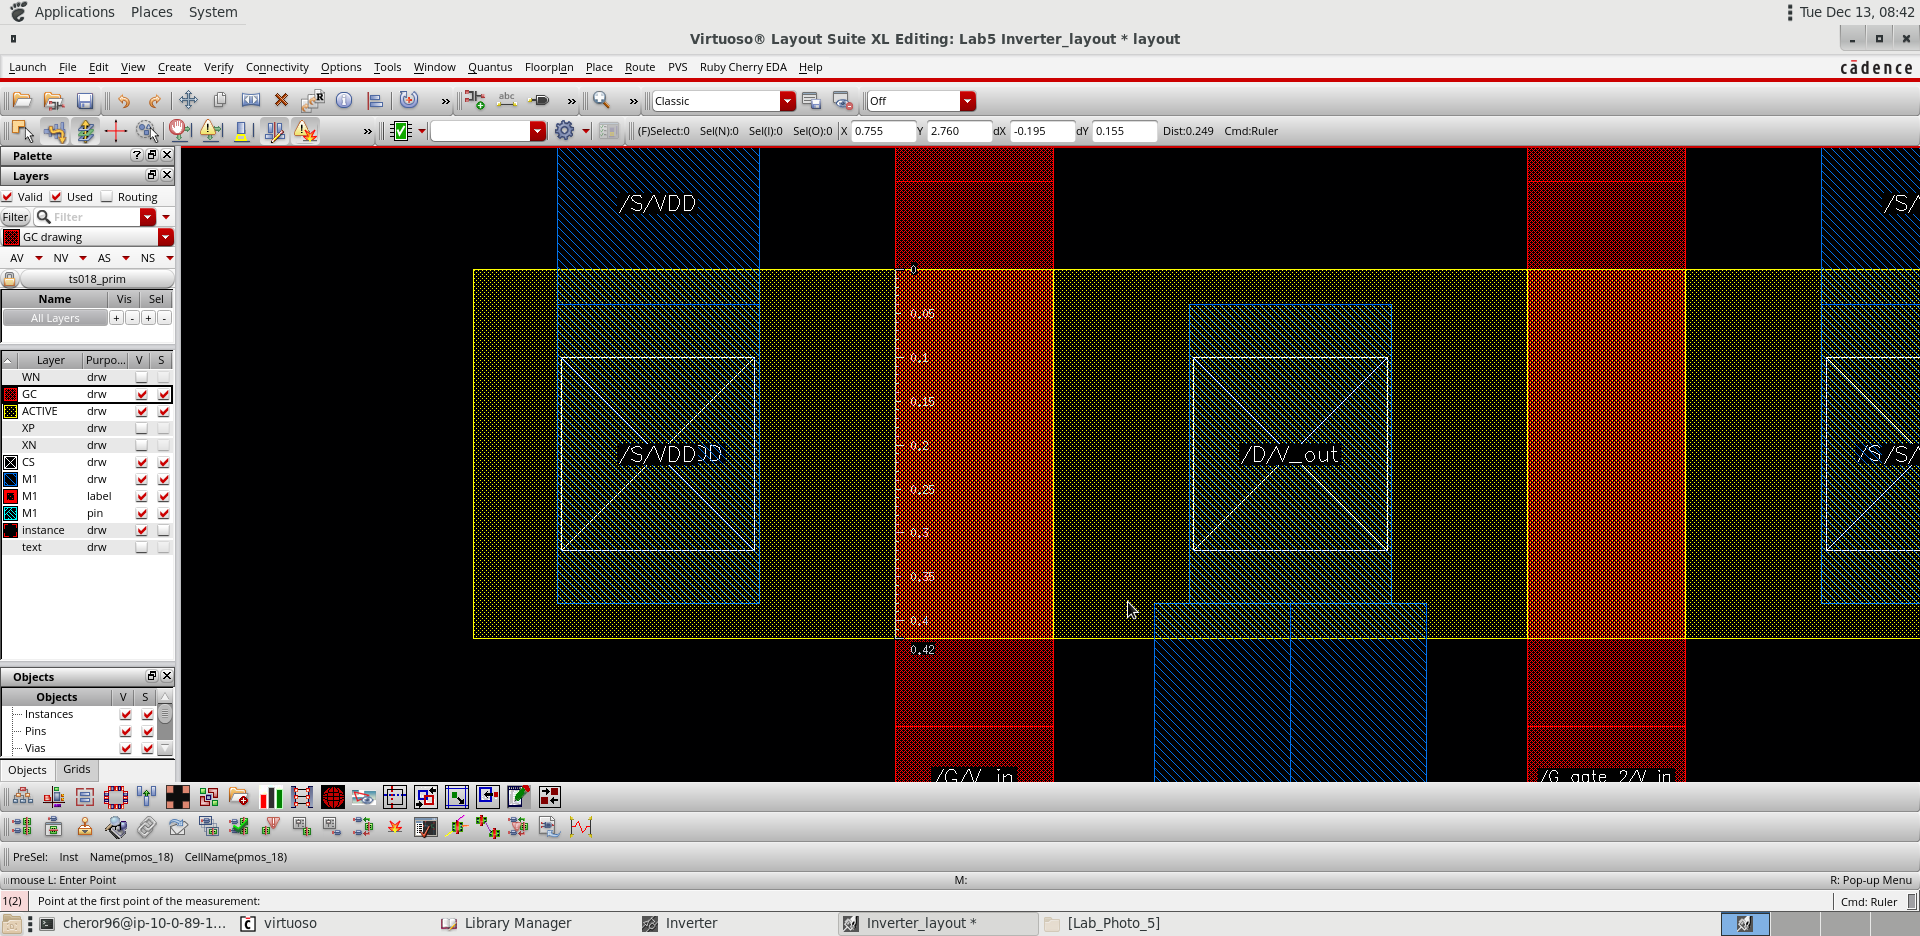 Applications Places System Tue Dec 13, 08:42
Virtuoso® Layout Suite XL Editing: Lab5 Inverter_layout * layout
Launch File Edit View Create Verify Connectivity Options Tools Window Quantus Floorplan Place Route PVS Ruby Cherry EDA Help cādence
abc » » » Classic Off
» (F)Select:0 Sel(N):0 Sel(I):0 Sel(O):0 X 0.755 Y 2.760 dX -0.195 dY 0.155 Dist:0.249 Cmd:Ruler
Palette
Layers
Valid Used Routing
Filter Filter
GC drawing
AV NV AS NS
ts018_prim
Name Vis Sel
All Layers + - + -
Layer Purpo... V S
WN drw
GC drw
ACTIVE drw
XP drw
XN drw
CS drw
M1 drw
M1 label
M1 pin
instance drw
text drw
Objects
Objects V S
Instances
Pins
Vias
Objects Grids
/S/VDD /S/
0
0.05
0.1
0.15
0.2
0.25
0.3
0.35
0.4
0.42
/D/V_out
/G/V_in /G_gate_2/V_in
PreSel: Inst Name(pmos_18) CellName(pmos_18)
mouse L: Enter Point M: R: Pop-up Menu
1(2) Point at the first point of the measurement: Cmd: Ruler
cheror96@ip-10-0-89-1... virtuoso Library Manager Inverter Inverter_layout * [Lab_Photo_5]